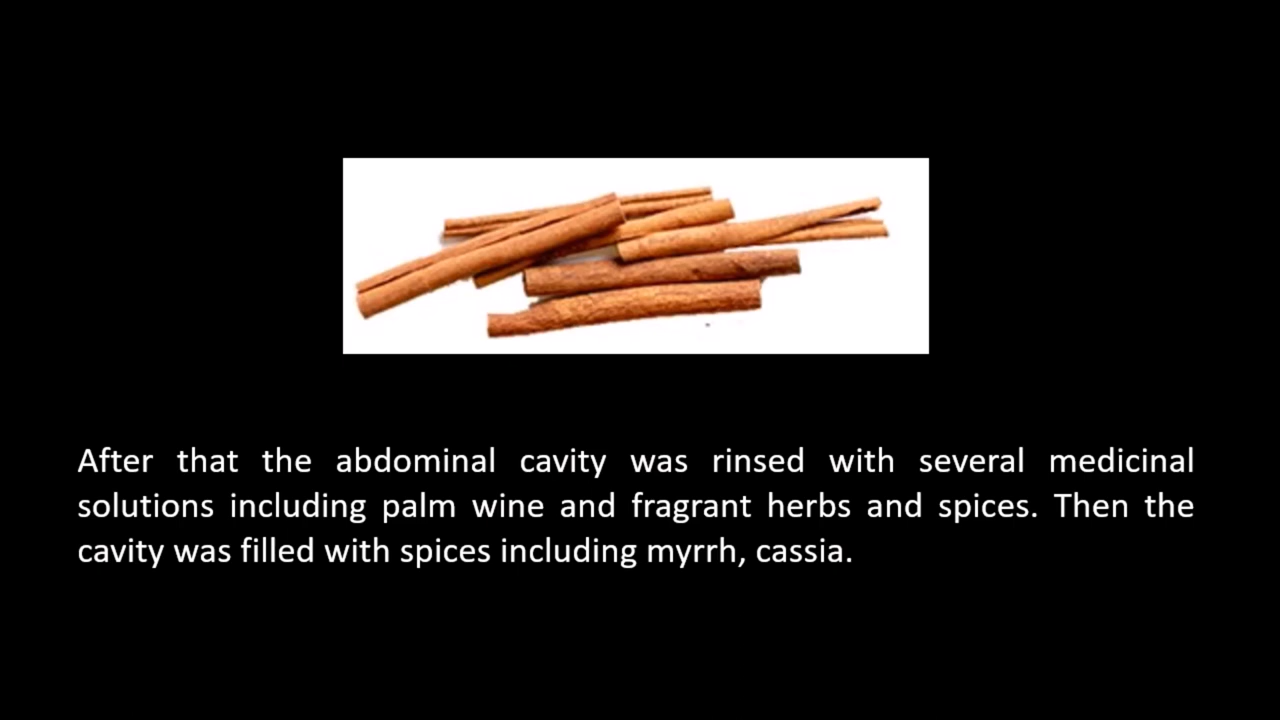 After that the abdominal cavity was rinsed with several medicinal
solutions including palm wine and fragrant herbs and spices. Then the
cavity was filled with spices including myrrh, cassia.